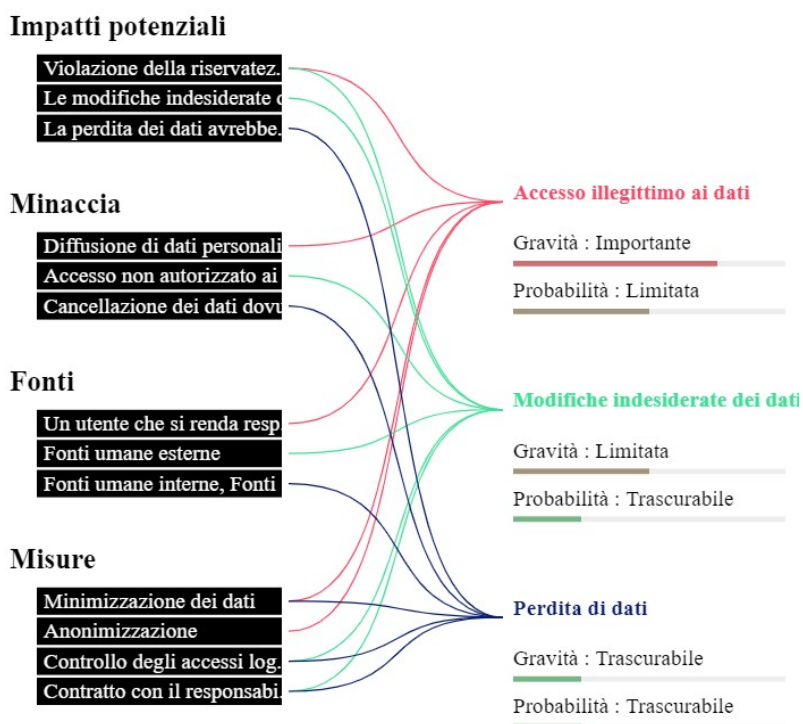 Impatti potenziali
Violazione della riservatez.
Le modifiche indesiderate
La perdita dei dati avrebbe.
Minaccia
Diffusione di dati personali
Accesso non autorizzato ai
Cancellazione dei dati
Fonti
Un utente che si renda resp.
Fonti umane esterne
Fonti umane interne, Fonti
Misure
Minimizzazione dei dati
Anonimizzazione
Controllo degli accessi log.
Contratto con il responsabi.
Accesso illegittimo ai dati
Gravità : Importante
Probabilità : Limitata
Modifiche indesiderate dei dati
Gravità : Limitata
Probabilità : Trascurabile
Perdita di dati
Gravità : Trascurabile
Probabilità : Trascurabile